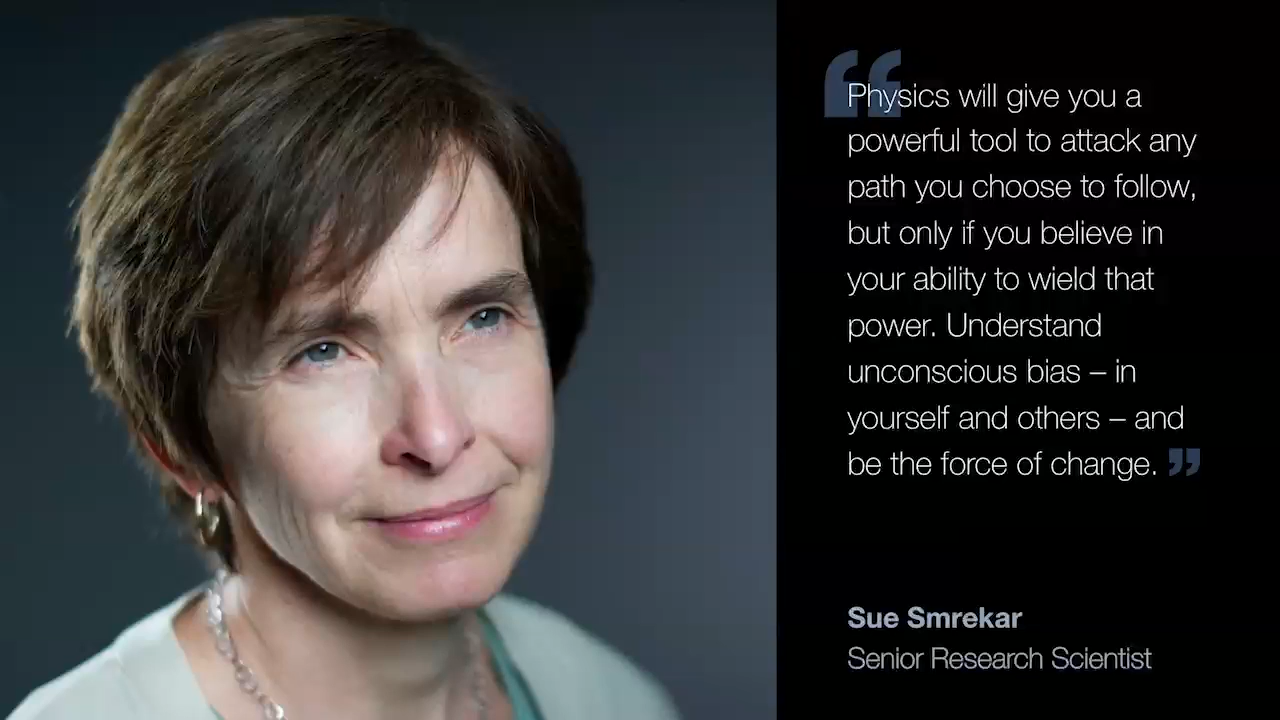 “Physics will give you a
powerful tool to attack any
path you choose to follow,
but only if you believe in
your ability to wield that
power. Understand
unconscious bias – in
yourself and others – and
be the force of change.”
Sue Smrekar
Senior Research Scientist